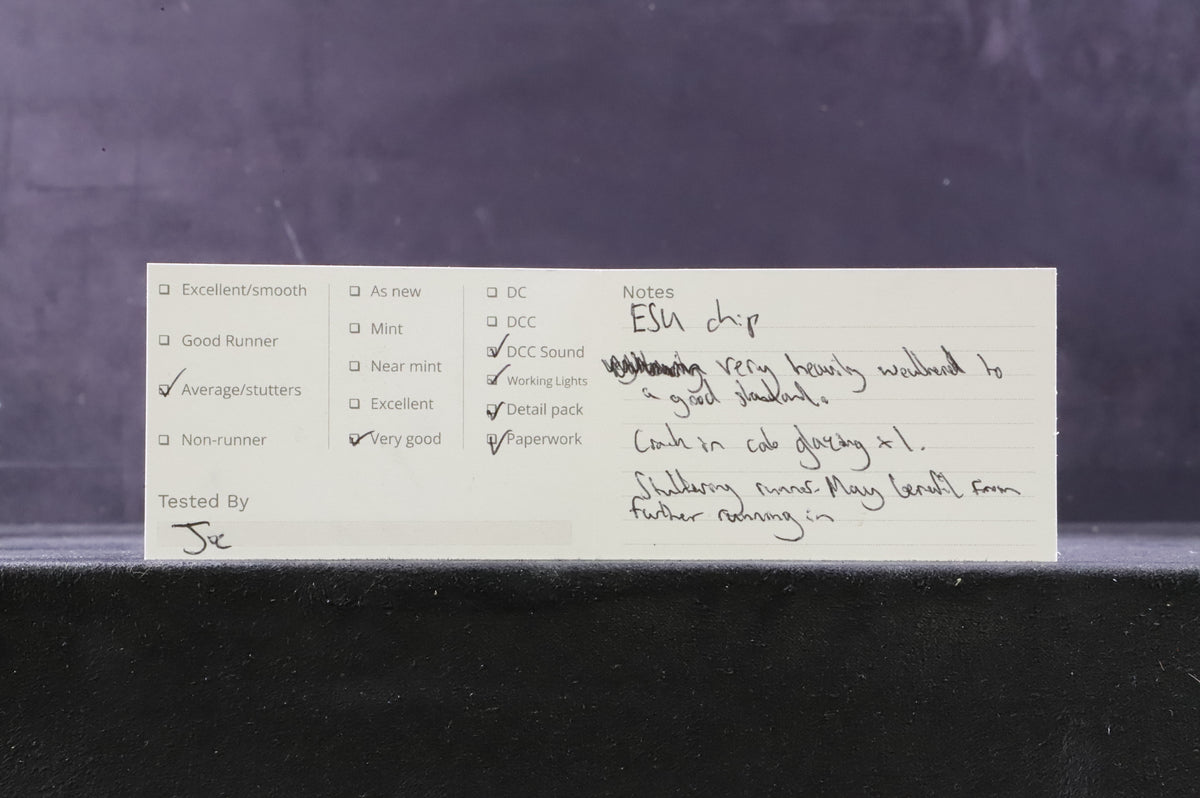 Excellent/smooth
Good Runner
Average/stutters
Non-runner
As new
Mint
Near mint
Excellent
Very good
DC
DCC
DCC Sound
Working Lights
Detail pack
Paperwork
Tested By
Joe
Notes
ESU chip
very heavily weathered to
a good standard.
Crack in cab glazing x1.
Stuttering runner. May benefit from
further running in